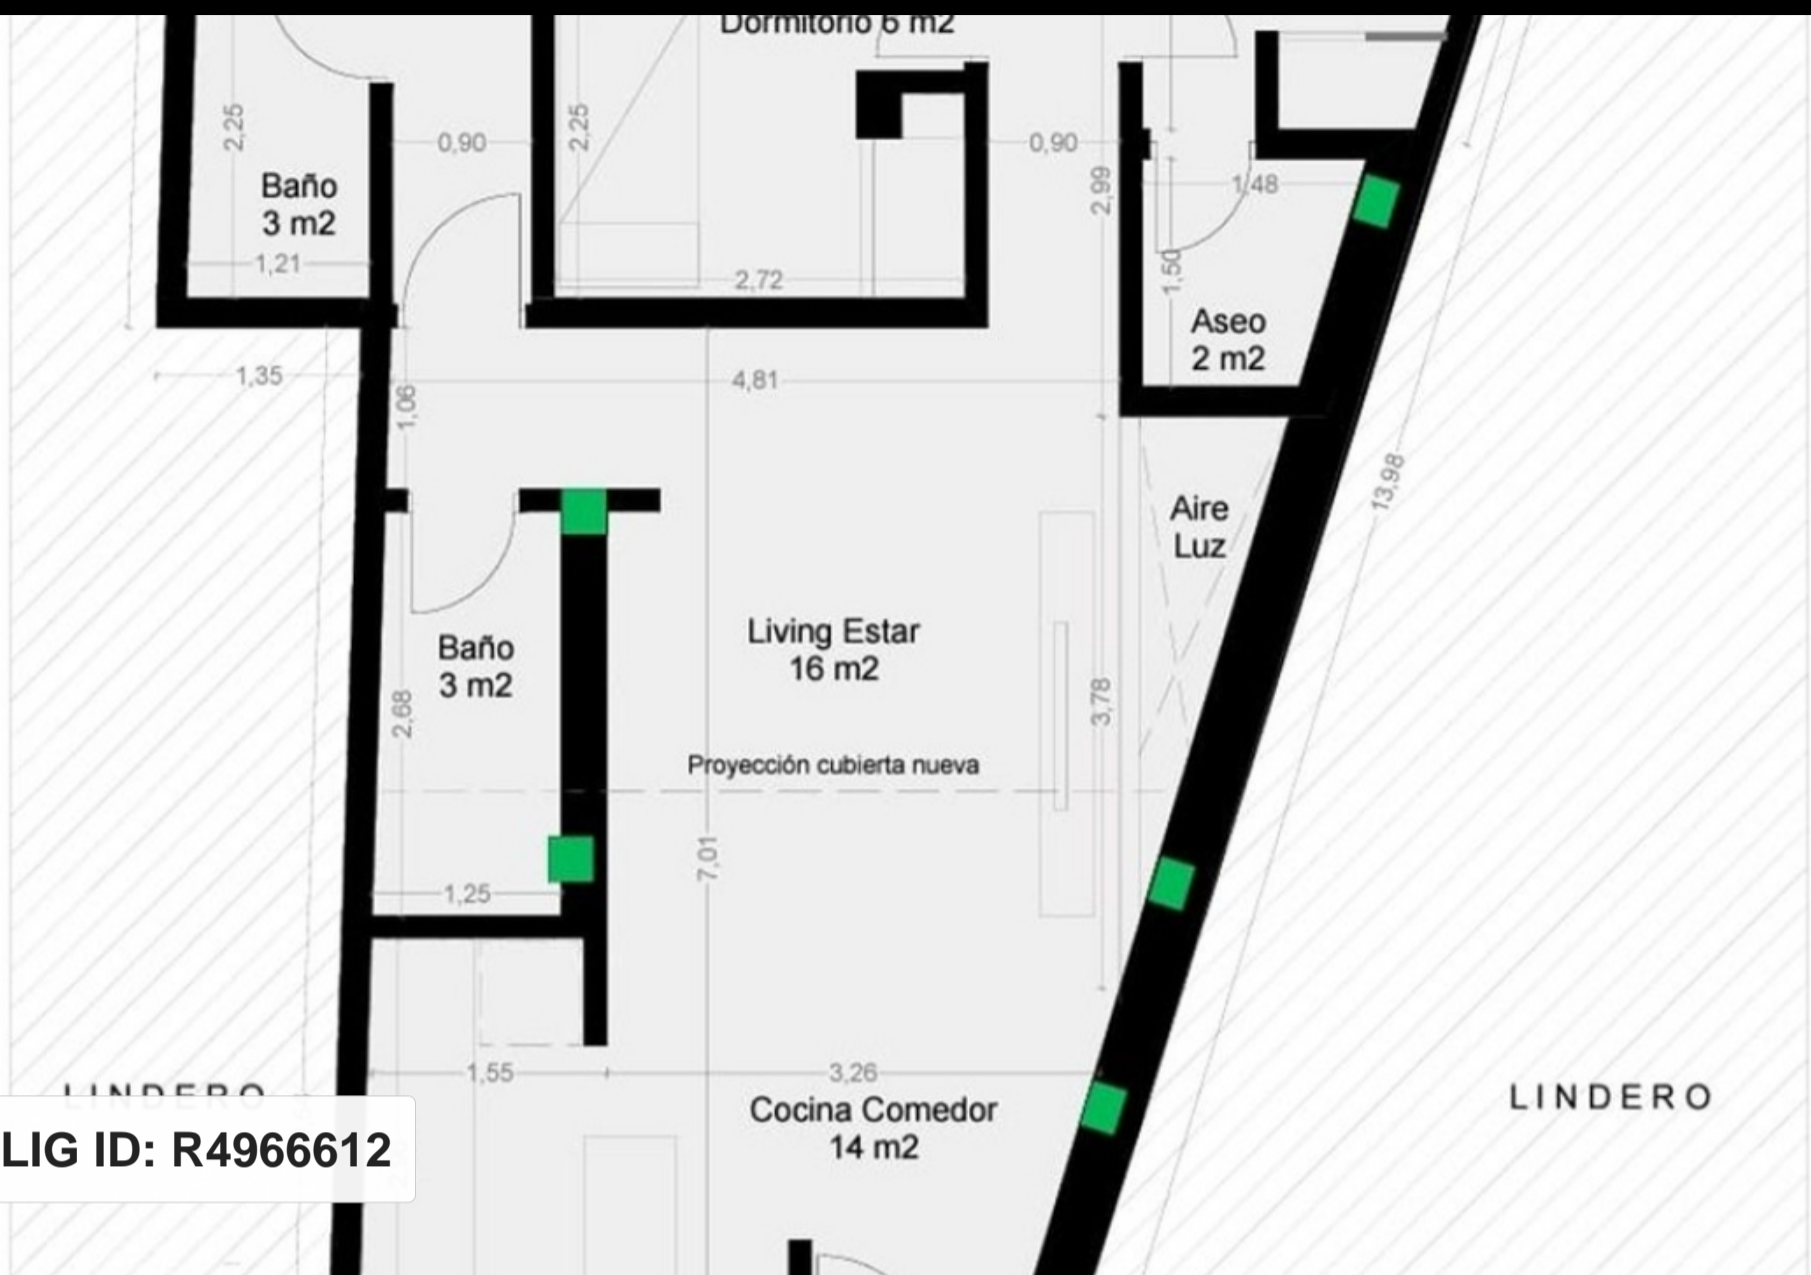 Dormitorio 6 m2
2,25
0,90
2,25
0,90
2,99
1,48
Baño
3 m2
1,21
2,72
1,50
Aseo
2 m2
1,35
1,06
4,81
13,98
Aire
Luz
Living Estar
16 m2
Baño
3 m2
2,68
3,78
Proyección cubierta nueva
7,01
1,25
1,55
3,26
LINDERO
Cocina Comedor
14 m2
LINDERO
LIG ID: R4966612